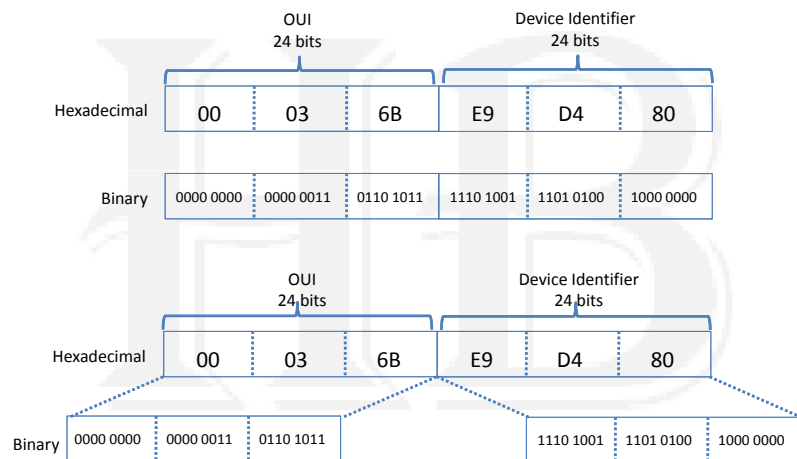 OUI
24 bits
Device Identifier
24 bits
Hexadecimal 00 03 6B E9 D4 80
Binary 0000 0000 0000 0011 0110 1011 1110 1001 1101 0100 1000 0000
OUI
24 bits
Device Identifier
24 bits
Hexadecimal 00 03 6B E9 D4 80
Binary 0000 0000 0000 0011 0110 1011 1110 1001 1101 0100 1000 0000
HB